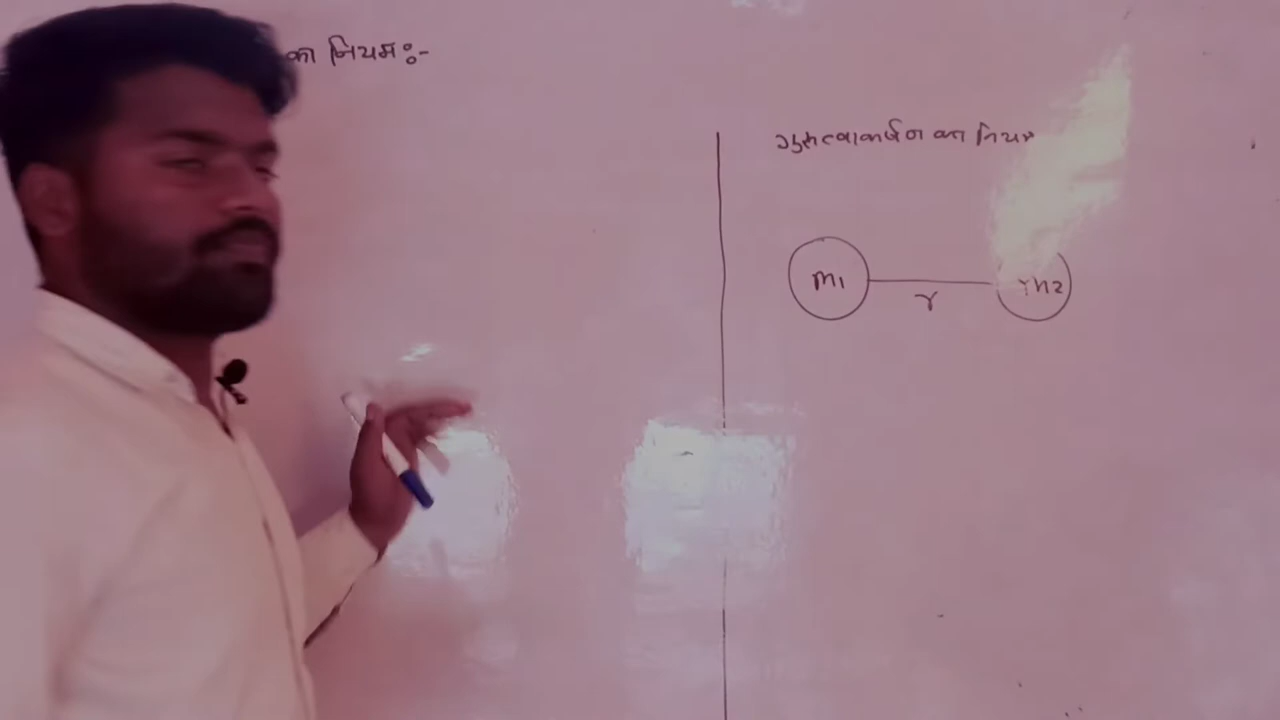 का नियम :-
गुरुत्वाकर्षण का नियम
m1
r
m2